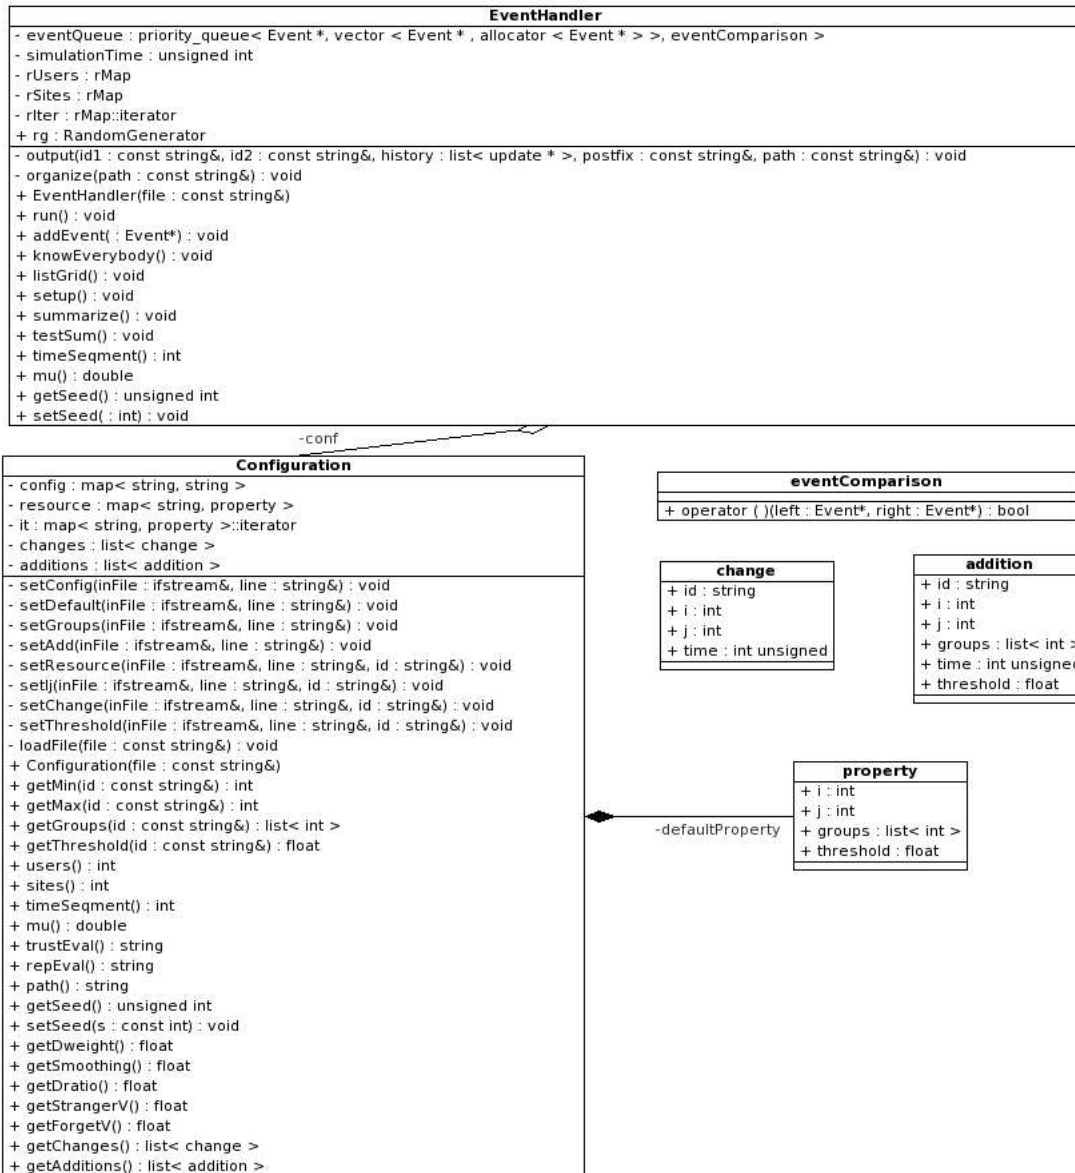 EventHandler
- eventQueue : priority_queue< Event *, vector < Event * , allocator < Event * > >, eventComparison >
- simulationTime : unsigned int
- rUsers : rMap
- rSites : rMap
- rIter : rMap::iterator
+ rg : RandomGenerator
- output(id1 : const string&, id2 : const string&, history : list< update * >, postfix : const string&, path : const string&) : void
- organize(path : const string&) : void
+ EventHandler(file : const string&)
+ run() : void
+ addEvent( : Event*) : void
+ knowEverybody() : void
+ listGrid() : void
+ setup() : void
+ summarize() : void
+ testSum() : void
+ timeSeqment() : int
+ mu() : double
+ getSeed() : unsigned int
+ setSeed( : int) : void
-conf
Configuration
- config : map< string, string >
- resource : map< string, property >
- it : map< string, property >::iterator
- changes : list< change >
- additions : list< addition >
- setConfig(inFile : ifstream&, line : string&) : void
- setDefault(inFile : ifstream&, line : string&) : void
- setGroups(inFile : ifstream&, line : string&) : void
- setAdd(inFile : ifstream&, line : string&) : void
- setResource(inFile : ifstream&, line : string&, id : string&) : void
- setIj(inFile : ifstream&, line : string&, id : string&) : void
- setChange(inFile : ifstream&, line : string&, id : string&) : void
- setThreshold(inFile : ifstream&, line : string&, id : string&) : void
- loadFile(file : const string&) : void
+ Configuration(file : const string&)
+ getMin(id : const string&) : int
+ getMax(id : const string&) : int
+ getGroups(id : const string&) : list< int >
+ getThreshold(id : const string&) : float
+ users() : int
+ sites() : int
+ timeSeqment() : int
+ mu() : double
+ trustEval() : string
+ repEval() : string
+ path() : string
+ getSeed() : unsigned int
+ setSeed(s : const int) : void
+ getDweight() : float
+ getSmoothing() : float
+ getDratio() : float
+ getStrangerV() : float
+ getForgetV() : float
+ getChanges() : list< change >
+ getAdditions() : list< addition >
eventComparison
+ operator ( )(left : Event*, right : Event*) : bool
change
+ id : string
+ i : int
+ j : int
+ time : int unsigned
addition
+ id : string
+ i : int
+ j : int
+ groups : list< int >
+ time : int unsigned
+ threshold : float
-defaultProperty
property
+ i : int
+ j : int
+ groups : list< int >
+ threshold : float